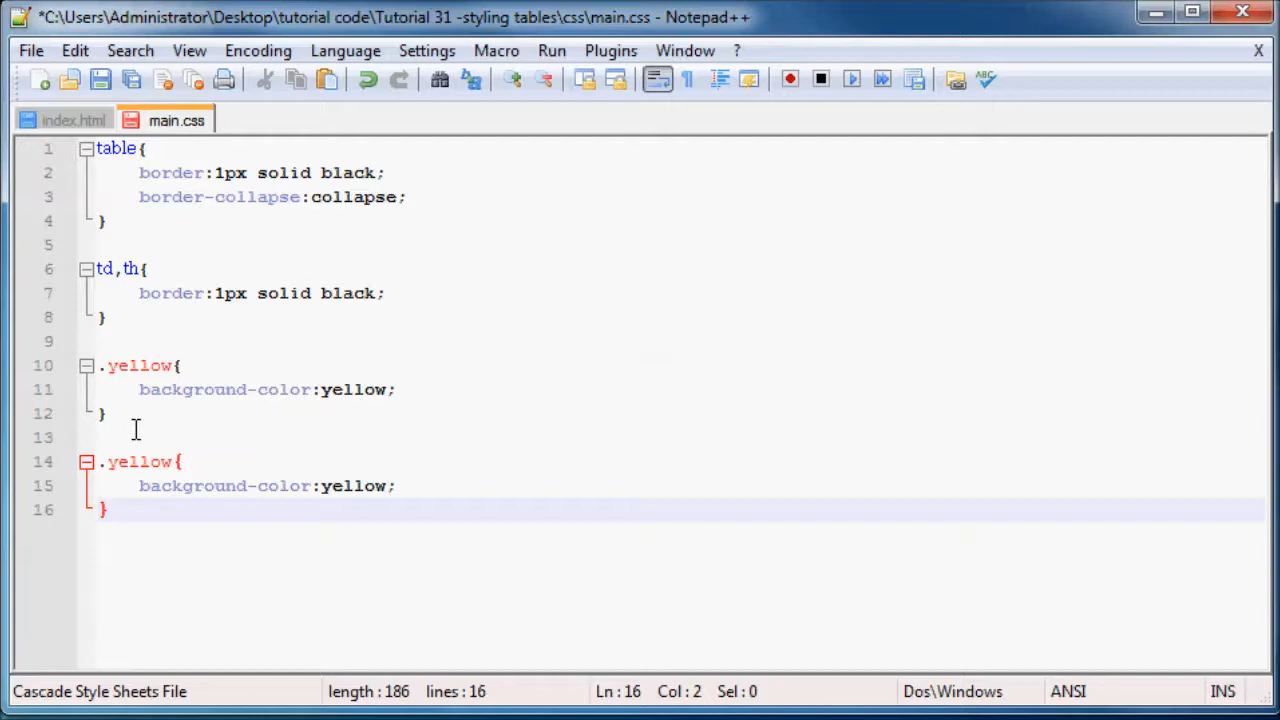 *C:\Users\Administrator\Desktop\tutorial code\Tutorial 31 -styling tables\css\main.css - Notepad++
File Edit Search View Encoding Language Settings Macro Run Plugins Window ? X
index.html main.css
1 table{
2 border:1px solid black;
3 border-collapse:collapse;
4 }
5
6 td,th{
7 border:1px solid black;
8 }
9
10 .yellow{
11 background-color:yellow;
12 }
13
14 .yellow{
15 background-color:yellow;
16 }
Cascade Style Sheets File length : 186 lines : 16 Ln : 16 Col : 2 Sel : 0 Dos\Windows ANSI INS